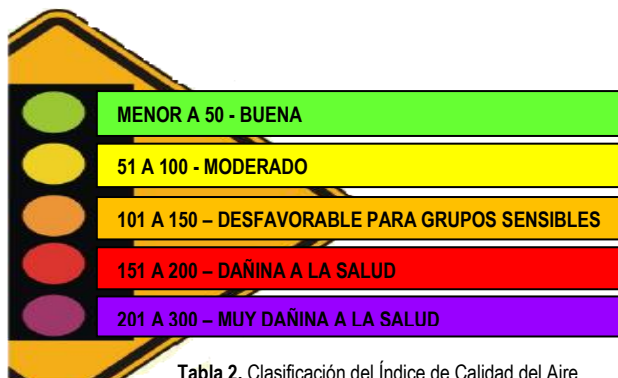 MENOR A 50 - BUENA
51 A 100 - MODERADO
101 A 150 – DESFAVORABLE PARA GRUPOS SENSIBLES
151 A 200 – DAÑINA A LA SALUD
201 A 300 – MUY DAÑINA A LA SALUD
Tabla 2. Clasificación del Índice de Calidad del Aire